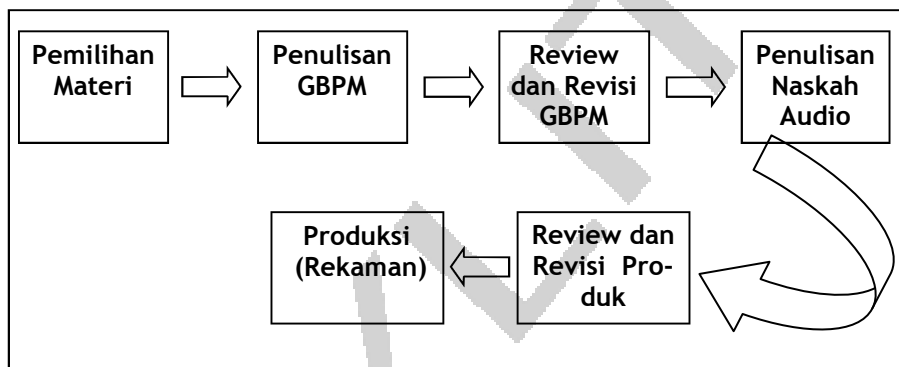 Pemilihan
Materi
Penulisan
GBPM
Review
dan Revisi
GBPM
Penulisan
Naskah
Audio
Review dan
Revisi Pro-
duk
Produksi
(Rekaman)